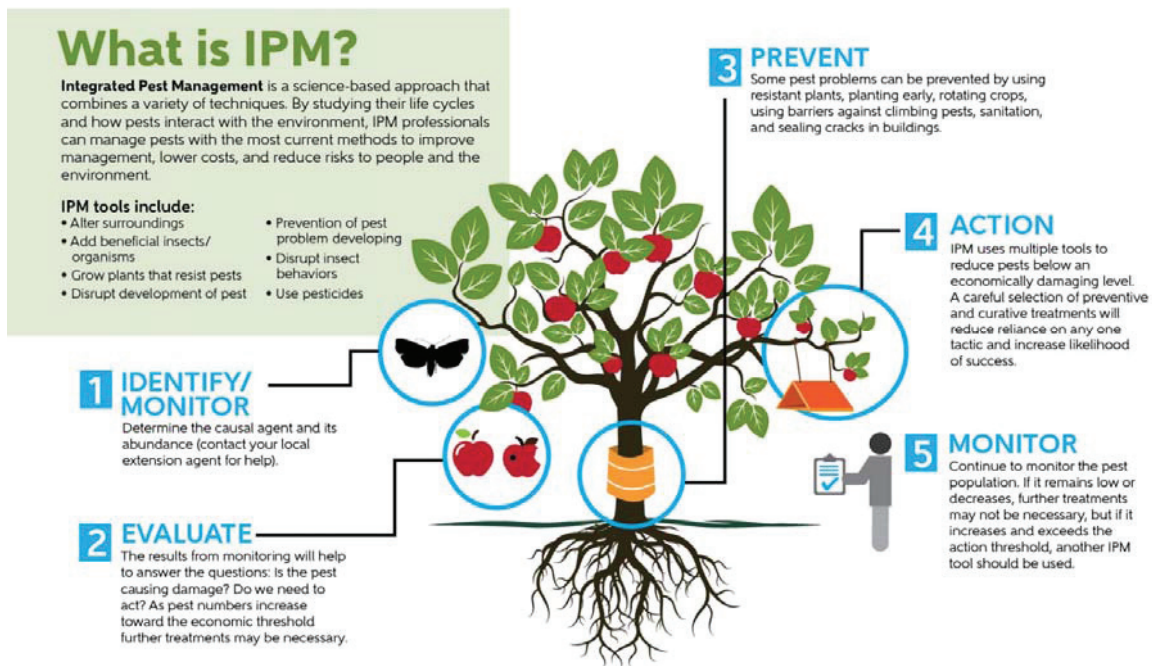 What is IPM?
Integrated Pest Management is a science-based approach that
combines a variety of techniques. By studying their life cycles
and how pests interact with the environment, IPM professionals
can manage pests with the most current methods to improve
management, lower costs, and reduce risks to people and the
environment.
IPM tools include:
• Alter surroundings
• Add beneficial insects/
organisms
• Grow plants that resist pests
• Disrupt development of pest
• Prevention of pest
problem developing
• Disrupt insect
behaviors
• Use pesticides
1 IDENTIFY/
MONITOR
Determine the causal agent and its
abundance (contact your local
extension agent for help).
2 EVALUATE
The results from monitoring will help
to answer the questions: Is the pest
causing damage? Do we need to
act? As pest numbers increase
toward the economic threshold
further treatments may be necessary.
3 PREVENT
Some pest problems can be prevented by using
resistant plants, planting early, rotating crops,
using barriers against climbing pests, sanitation,
and sealing cracks in buildings.
4 ACTION
IPM uses multiple tools to
reduce pests below an
economically damaging level.
A careful selection of preventive
and curative treatments will
reduce reliance on any one
tactic and increase likelihood
of success.
5 MONITOR
Continue to monitor the pest
population. If it remains low or
decreases, further treatments
may not be necessary, but if it
increases and exceeds the
action threshold, another IPM
tool should be used.